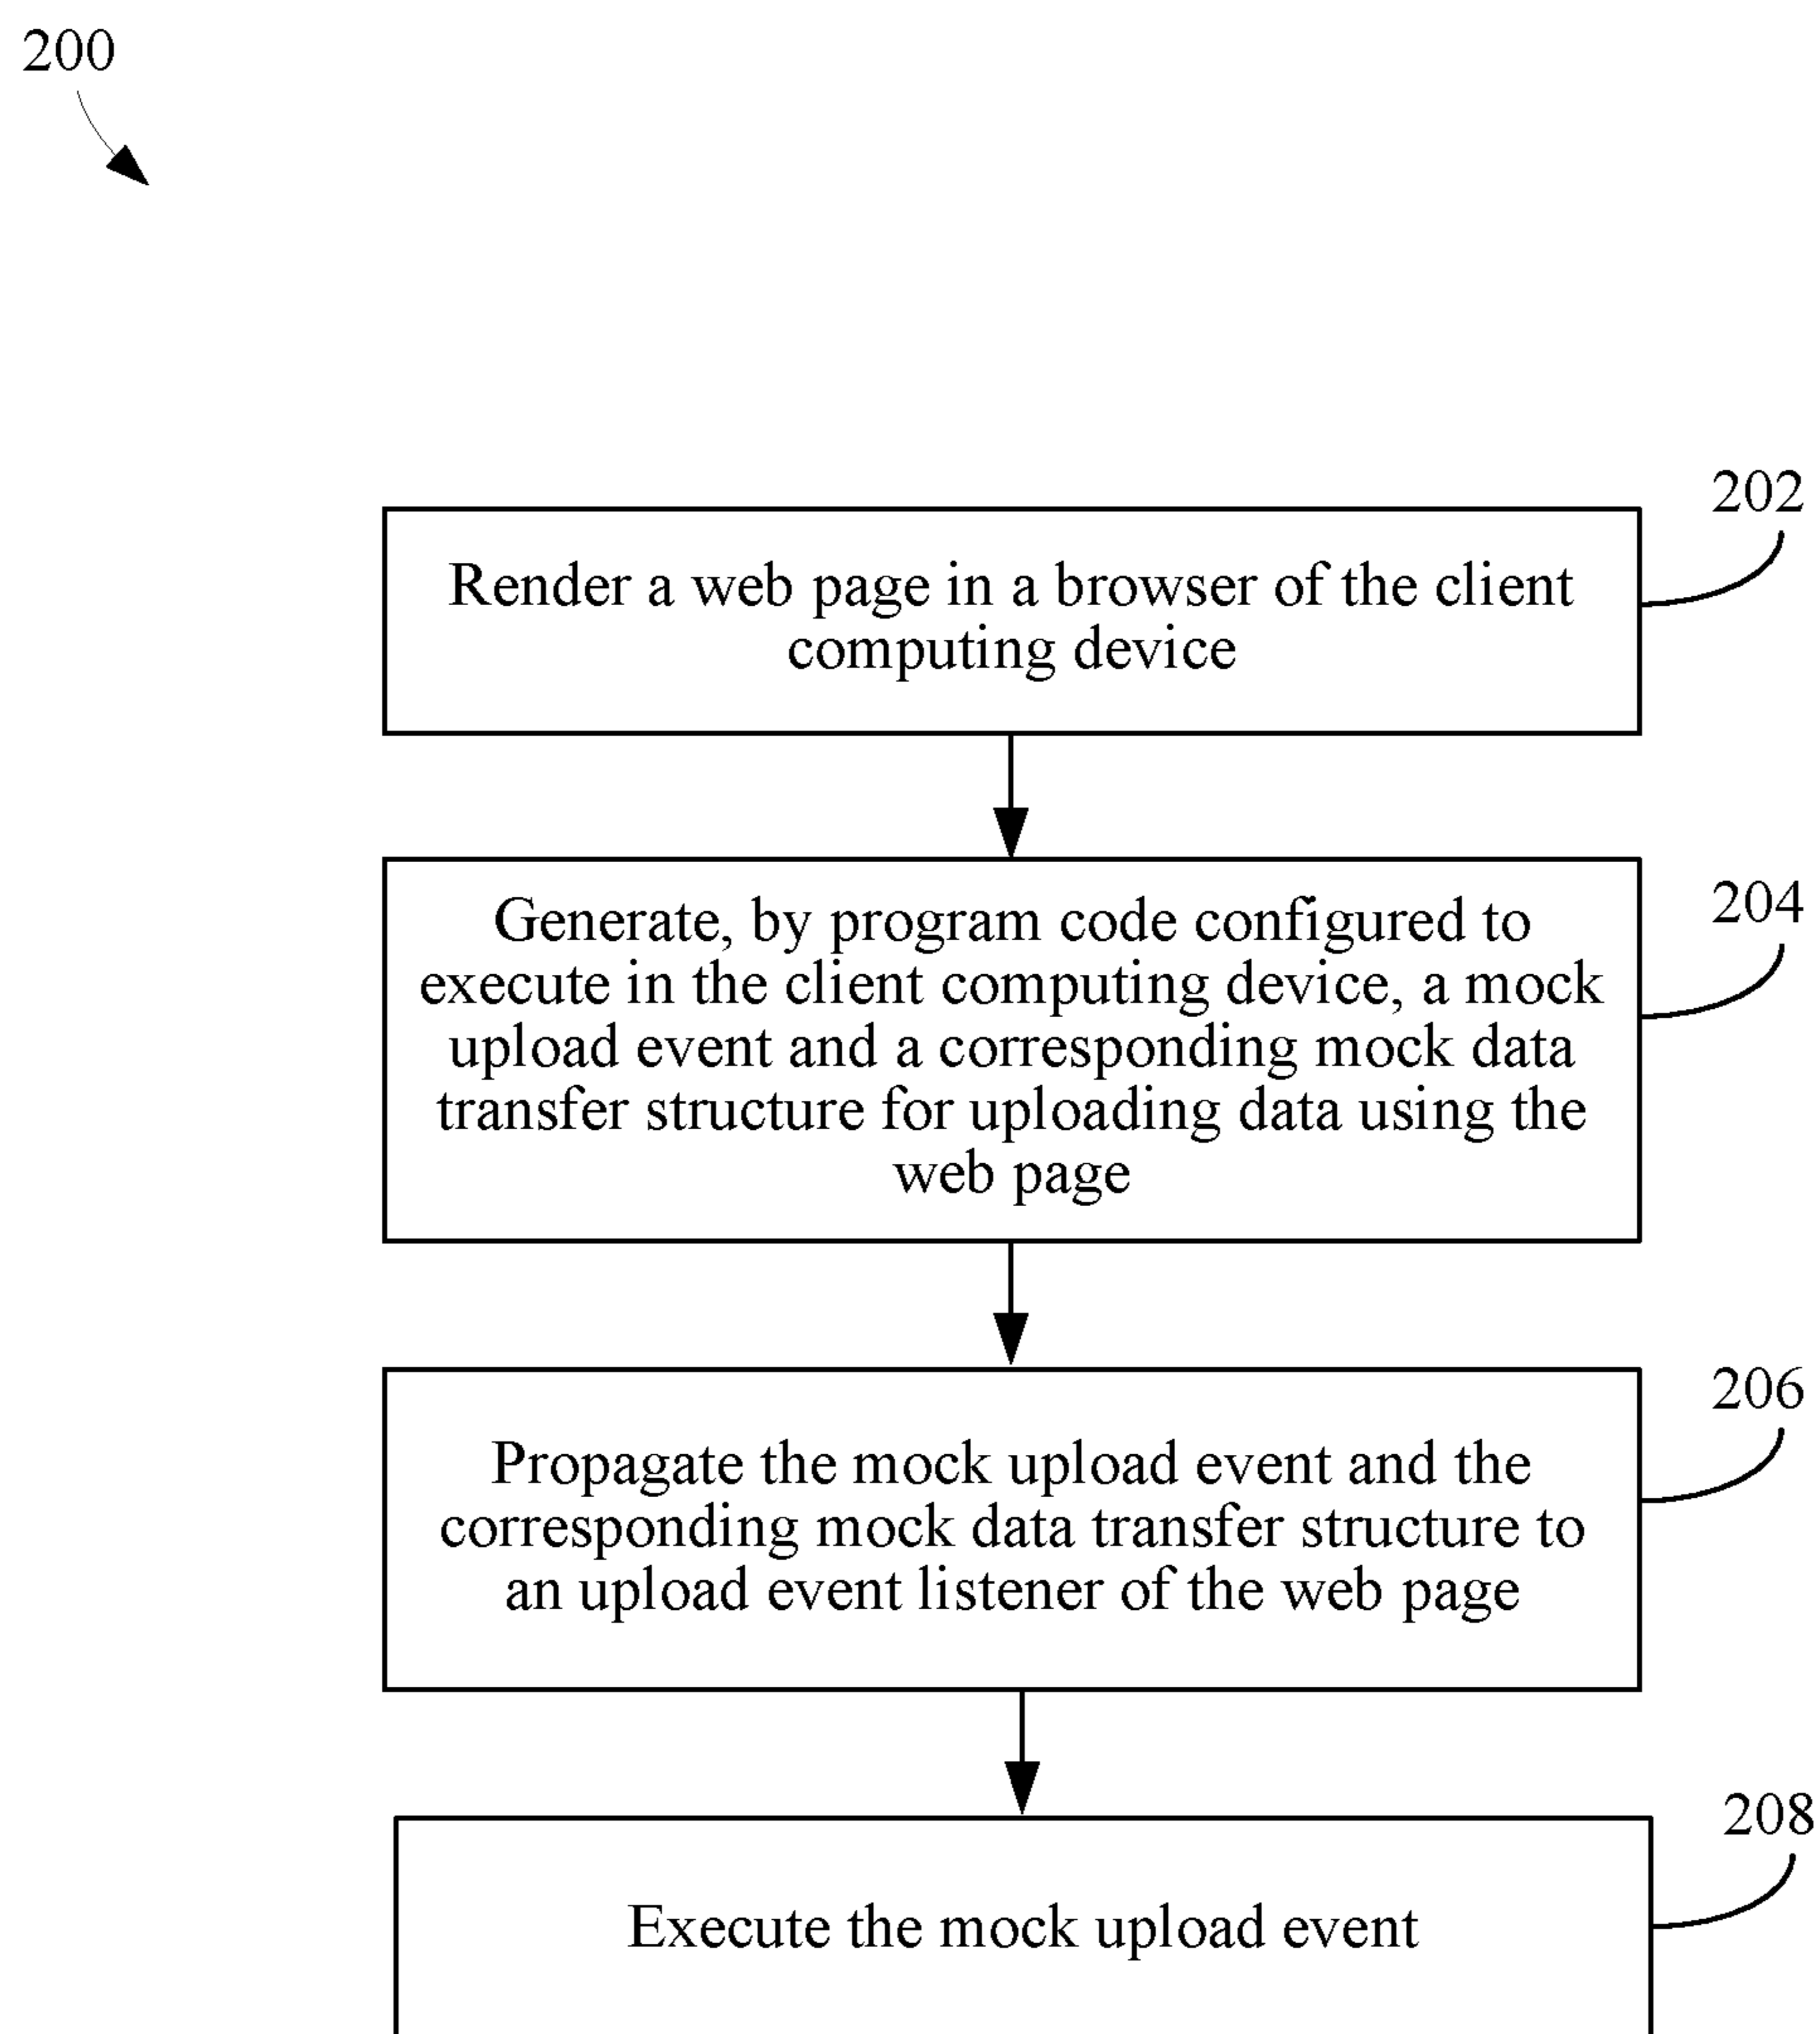 200
202
Render a web page in a browser of the client
computing device
204
Generate, by program code configured to
execute in the client computing device, a mock
upload event and a corresponding mock data
transfer structure for uploading data using the
web page
206
Propagate the mock upload event and the
corresponding mock data transfer structure to
an upload event listener of the web page
208
Execute the mock upload event